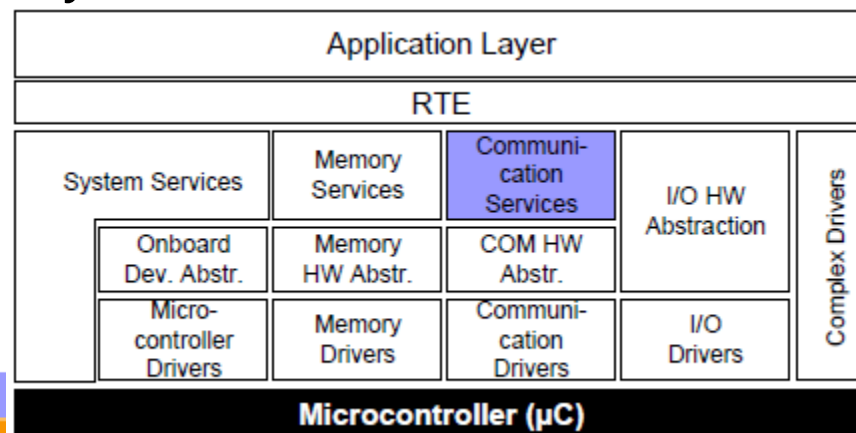 Application Layer
RTE
System Services
Memory
Services
Communi-
cation
Services
I/O HW
Abstraction
Complex Drivers
Onboard
Dev. Abstr.
Memory
HW Abstr.
COM HW
Abstr.
Micro-
controller
Drivers
Memory
Drivers
Communi-
cation
Drivers
I/O
Drivers
Microcontroller (µC)